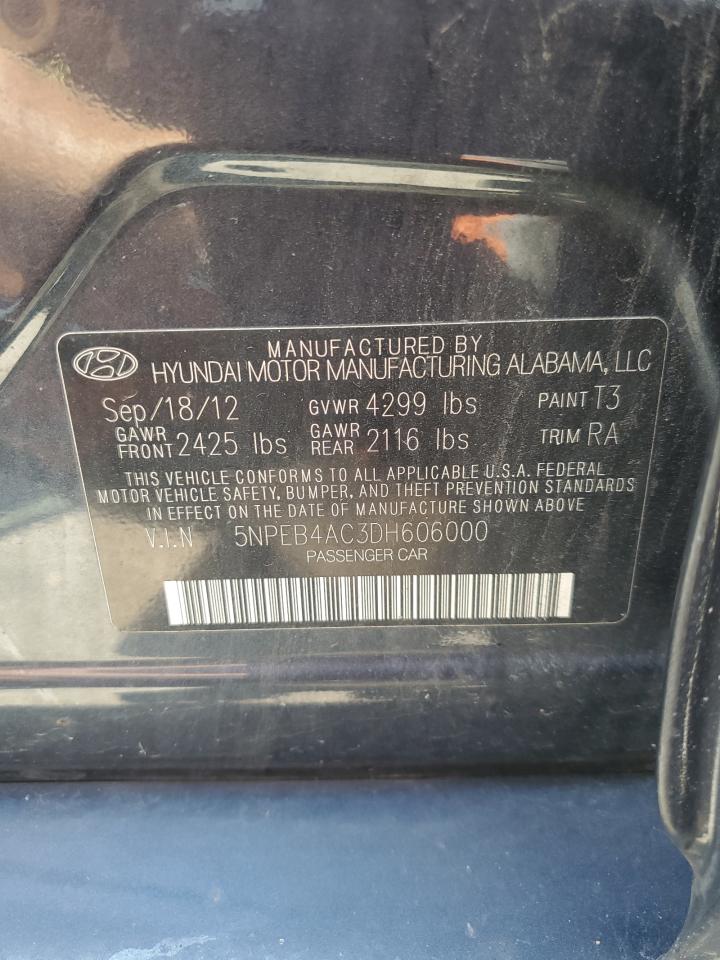 MANUFACTURED BY
HYUNDAI MOTOR MANUFACTURING ALABAMA, LLC
Sep/18/12 GVWR 4299 lbs PAINT T3
GAWR FRONT 2425 lbs GAWR REAR 2116 lbs TRIM RA
THIS VEHICLE CONFORMS TO ALL APPLICABLE U.S.A. FEDERAL
MOTOR VEHICLE SAFETY, BUMPER, AND THEFT PREVENTION STANDARDS
IN EFFECT ON THE DATE OF MANUFACTURE SHOWN ABOVE
V.I.N 5NPEB4AC3DH606000
PASSENGER CAR